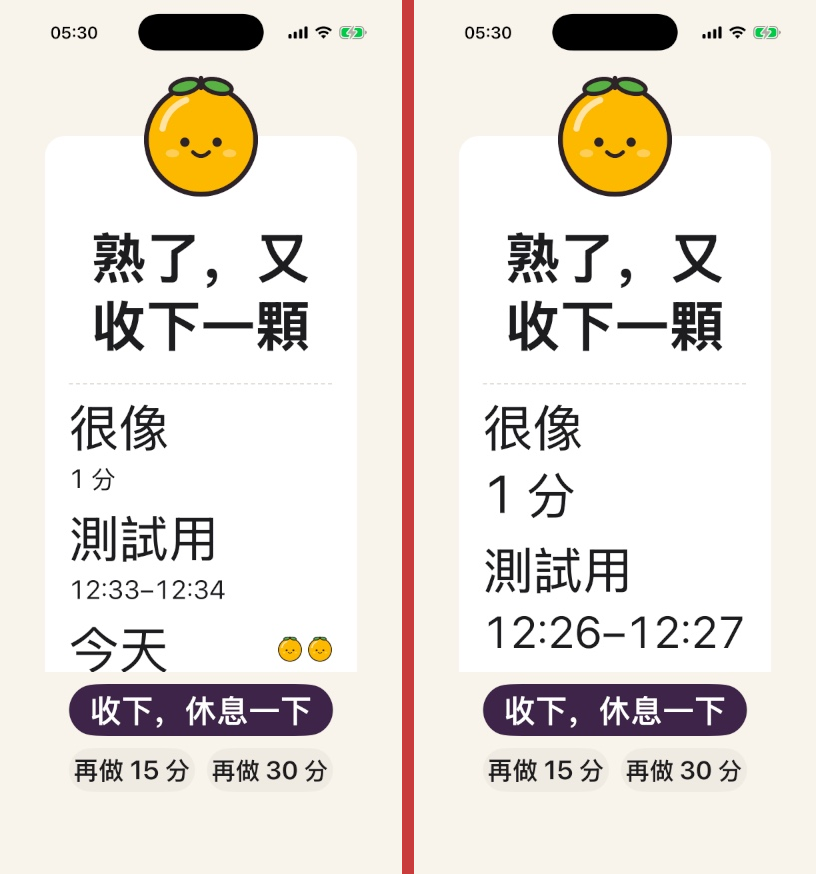 05:30
熟了，又
收下一顆
很像
1 分
測試用
12:33–12:34
今天
收下，休息一下
再做 15 分
再做 30 分
05:30
熟了，又
收下一顆
很像
1 分
測試用
12:26–12:27
收下，休息一下
再做 15 分
再做 30 分